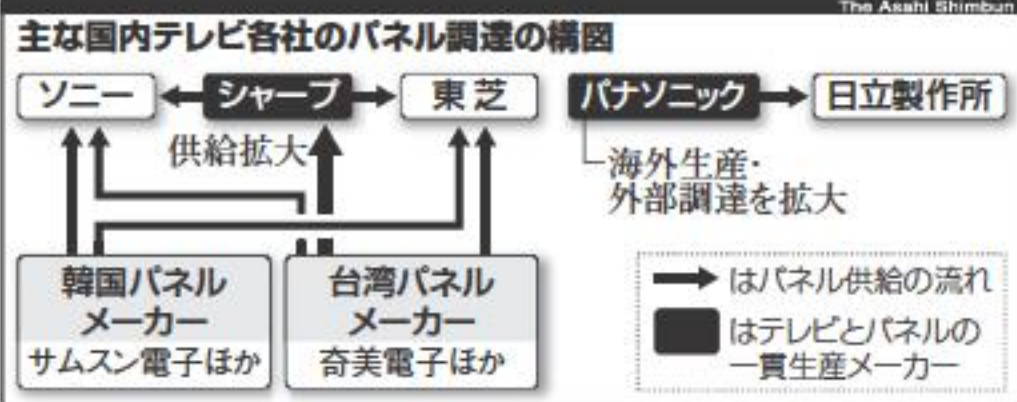 The Asahi Shimbun
主な国内テレビ各社のパネル調達の構図
ソニー
シャープ
東芝
パナソニック
日立製作所
供給拡大
海外生産・
外部調達を拡大
韓国パネル
メーカー
サムスン電子ほか
台湾パネル
メーカー
奇美電子ほか
はパネル供給の流れ
はテレビとパネルの
一貫生産メーカー